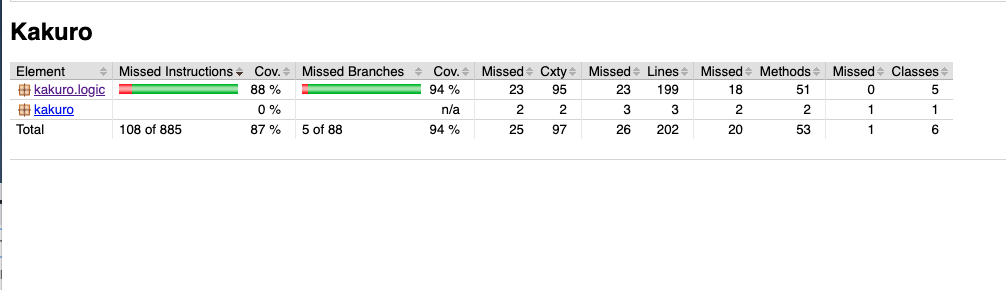 Kakuro
Element Missed Instructions Cov. Missed Branches Cov. Missed Cxty Missed Lines Missed Methods Missed Classes
kakuro.logic 88 % 94 % 23 95 23 199 18 51 0 5
kakuro 0 % n/a 2 2 3 3 2 2 1 1
Total 108 of 885 87 % 5 of 88 94 % 25 97 26 202 20 53 1 6